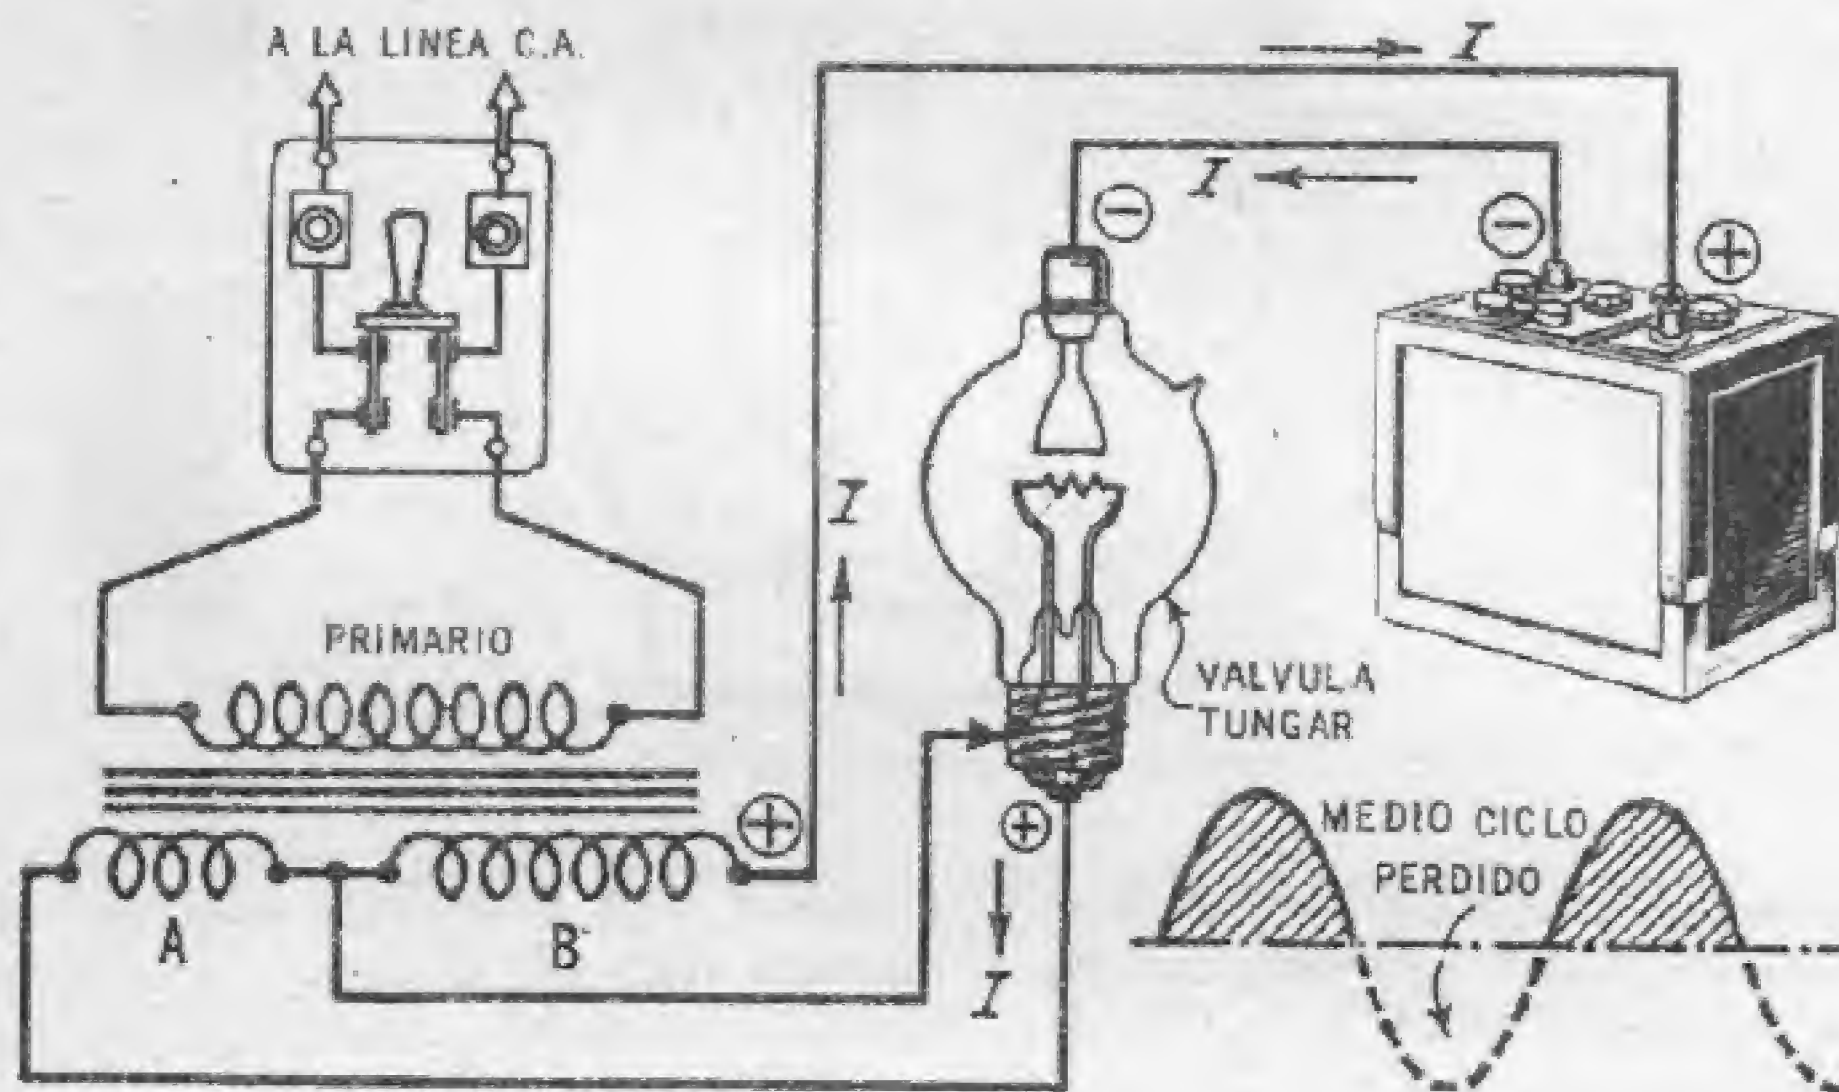 A LA LINEA C.A.
I
I
⊖
⊖
⊕
I
PRIMARIO
VALVULA
TUNGAR
⊕
⊕
MEDIO CICLO
PERDIDO
A
B
I